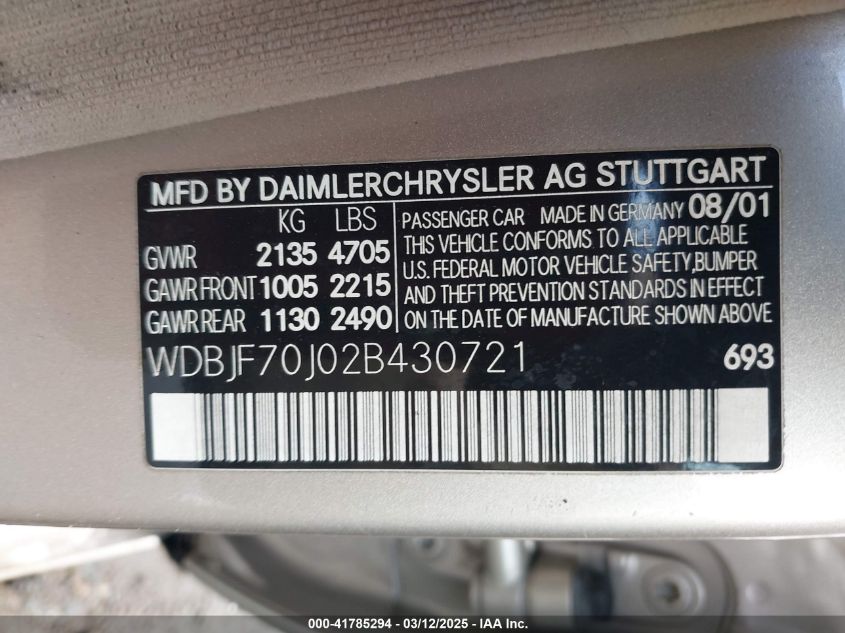 MFD BY DAIMLERCHRYSLER AG STUTTGART
KG LBS
GVWR 2135 4705
GAWR FRONT 1005 2215
GAWR REAR 1130 2490
PASSENGER CAR MADE IN GERMANY 08/01
THIS VEHICLE CONFORMS TO ALL APPLICABLE
U.S. FEDERAL MOTOR VEHICLE SAFETY,BUMPER
AND THEFT PREVENTION STANDARDS IN EFFECT
ON THE DATE OF MANUFACTURE SHOWN ABOVE
WDBJF70J02B430721 693
000-41785294 - 03/12/2025 - IAA Inc.